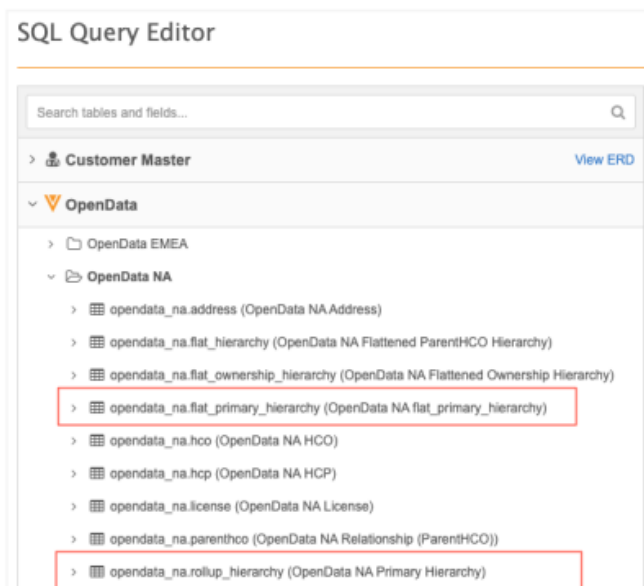 SQL Query Editor
Search tables and fields...
Customer Master View ERD
OpenData
OpenData EMEA
OpenData NA
opendata_na.address (OpenData NA Address)
opendata_na.flat_hierarchy (OpenData NA Flattened ParentHCO Hierarchy)
opendata_na.flat_ownership_hierarchy (OpenData NA Flattened Ownership Hierarchy)
opendata_na.flat_primary_hierarchy (OpenData NA flat_primary_hierarchy)
opendata_na.hco (OpenData NA HCO)
opendata_na.hcp (OpenData NA HCP)
opendata_na.license (OpenData NA License)
opendata_na.parenthco (OpenData NA Relationship (ParentHCO))
opendata_na.rollup_hierarchy (OpenData NA Primary Hierarchy)